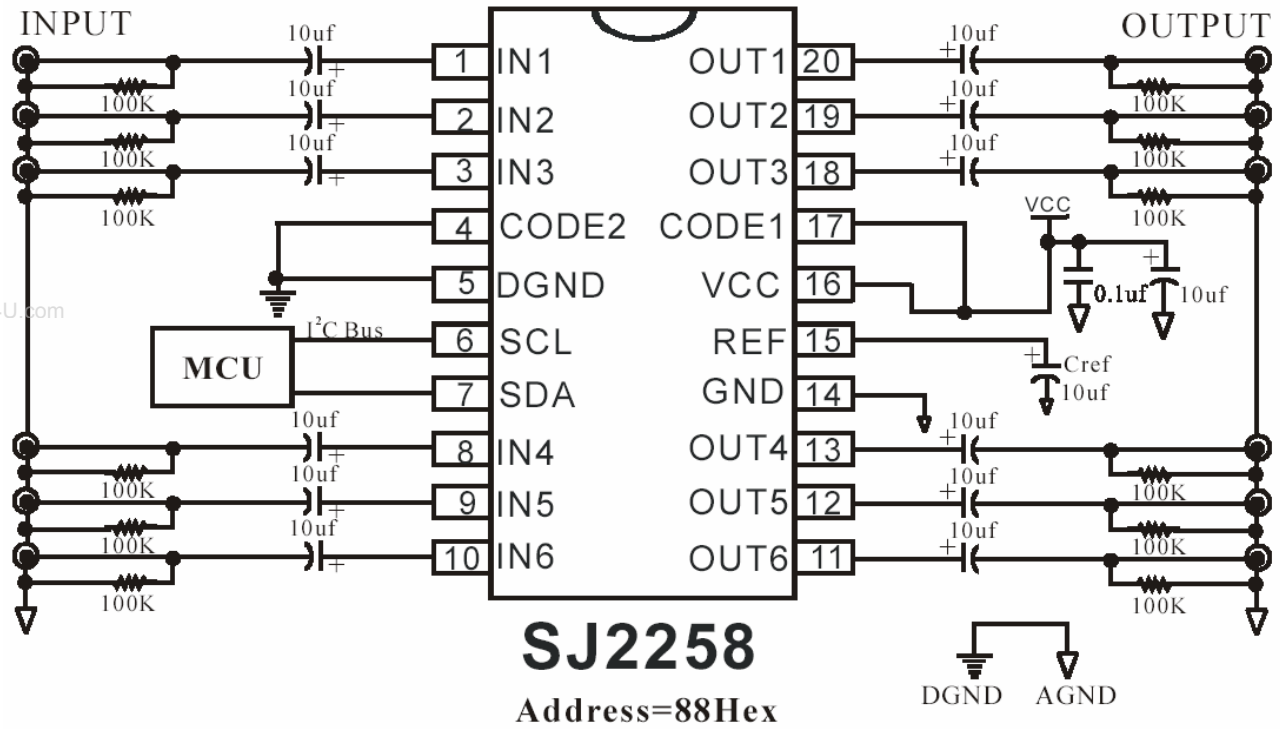 INPUT
OUTPUT
10uf
10uf
1 IN1 OUT1 20
100K
100K
10uf
10uf
2 IN2 OUT2 19
100K
100K
10uf
10uf
3 IN3 OUT3 18
100K
100K
VCC
4 CODE2 CODE1 17
5 DGND VCC 16
0.1uf
10uf
-U.com
I²C Bus
6 SCL REF 15
MCU
Cref
10uf
7 SDA GND 14
10uf
10uf
8 IN4 OUT4 13
100K
100K
10uf
10uf
9 IN5 OUT5 12
100K
100K
10uf
10uf
10 IN6 OUT6 11
100K
100K
SJ2258
DGND AGND
Address=88Hex